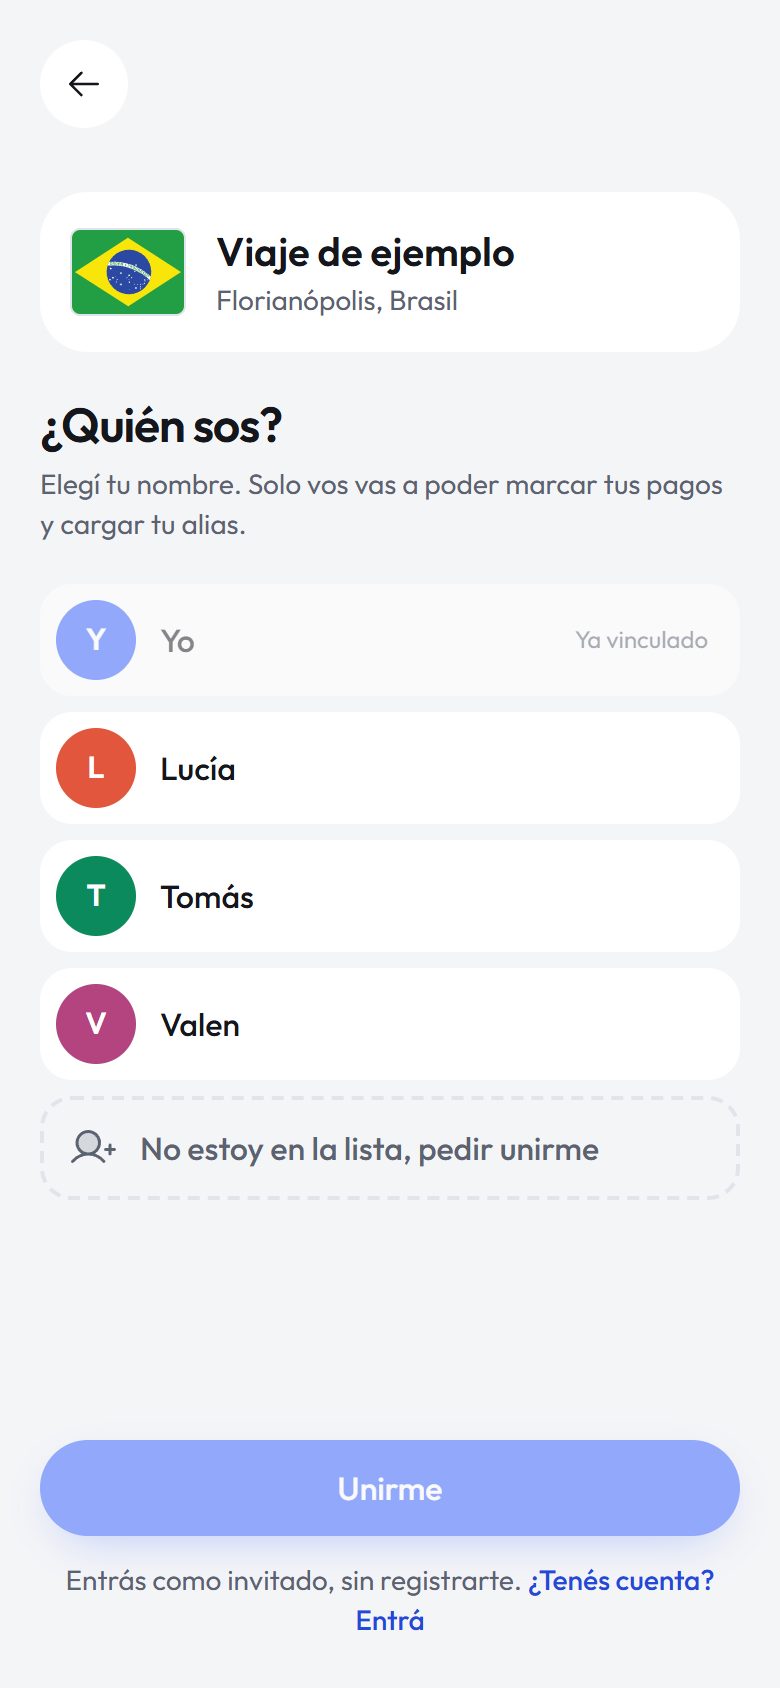 Viaje de ejemplo
Florianópolis, Brasil
¿Quién sos?
Elegí tu nombre. Solo vos vas a poder marcar tus pagos
y cargar tu alias.
Y Yo Ya vinculado
L Lucía
T Tomás
V Valen
No estoy en la lista, pedir unirme
Unirme
Entrás como invitado, sin registrarte. ¿Tenés cuenta?
Entrá